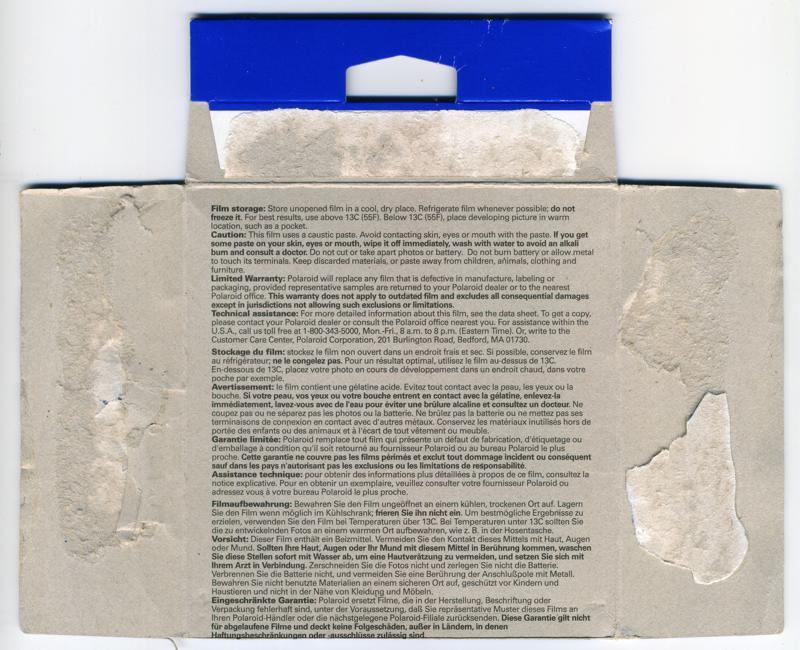 Film storage: Store unopened film in a cool, dry place. Refrigerate film whenever possible; do not
freeze it. For best results, use above 13C (55F). Below 13C (55F), place developing picture in warm
location, such as a pocket.
Caution: This film uses a caustic paste. Avoid contacting skin, eyes or mouth with the paste. If you get
some paste on your skin, eyes or mouth, wipe it off immediately, wash with water to avoid an alkali
burn and consult a doctor. Do not cut or take apart photos or battery. Do not burn battery or allow metal
to touch its terminals. Keep discarded materials, or paste away from children, animals, clothing and
furniture.
Limited Warranty: Polaroid will replace any film that is defective in manufacture, labeling or
packaging, provided representative samples are returned to your Polaroid dealer or to the nearest
Polaroid office. This warranty does not apply to outdated film and excludes all consequential damages
except in jurisdictions not allowing such exclusions or limitations.
Technical assistance: For more detailed information about this film, see the data sheet. To get a copy,
please contact your Polaroid dealer or consult the Polaroid office nearest you. For assistance within the
U.S.A., call us toll free at 1-800-343-5000, Mon.-Fri., 8 a.m. to 8 p.m. (Eastern Time). Or, write to the
Customer Care Center, Polaroid Corporation, 201 Burlington Road, Bedford, MA 01730.
Stockage du film: stockez le film non ouvert dans un endroit frais et sec. Si possible, conservez le film
au réfrigérateur; ne le congelez pas. Pour un résultat optimal, utilisez le film au-dessus de 13C.
En-dessous de 13C, placez votre photo en cours de développement dans un endroit chaud, dans votre
poche par exemple.
Avertissement: le film contient une gélatine acide. Evitez tout contact avec la peau, les yeux ou la
bouche. Si votre peau, vos yeux ou votre bouche entrent en contact avec la gélatine, enlevez-la
immédiatement, lavez-vous avec de l'eau pour éviter une brûlure alcaline et consultez un docteur. Ne
coupez pas ou ne séparez pas les photos ou la batterie. Ne brûlez pas la batterie ou ne mettez pas ses
terminaisons de connexion en contact avec d'autres métaux. Conservez les matériaux inutilisés hors de
portée des enfants ou des animaux et à l'écart de tout vêtement ou meuble.
Garantie limitée: Polaroid remplace tout film qui présente un défaut de fabrication, d'étiquetage ou
d'emballage à condition qu'il soit retourné au fournisseur Polaroid ou au bureau Polaroid le plus
proche. Cette garantie ne couvre pas les films périmés et exclut tout dommage incident ou conséquent
sauf dans les pays n'autorisant pas les exclusions ou les limitations de responsabilité.
Assistance technique: pour obtenir des informations plus détaillées à propos de ce film, consultez la
notice explicative. Pour en obtenir un exemplaire, veuillez consulter votre fournisseur Polaroid ou
adressez vous à votre bureau Polaroid le plus proche.
Filmaufbewahrung: Bewahren Sie den Film ungeöffnet an einem kühlen, trockenen Ort auf. Lagern
Sie den Film wenn möglich im Kühlschrank; frieren Sie ihn nicht ein. Um bestmögliche Ergebnisse zu
erzielen, verwenden Sie den Film bei Temperaturen über 13C. Bei Temperaturen unter 13C sollten Sie
die zu entwickelnden Fotos an einem warmen Ort aufbewahren, wie z. B. in der Hosentasche.
Vorsicht: Dieser Film enthält ein Beizmittel. Vermeiden Sie den Kontakt dieses Mittels mit Haut, Augen
oder Mund. Sollten Ihre Haut, Augen oder Ihr Mund mit diesem Mittel in Berührung kommen, waschen
Sie diese Stellen sofort mit Wasser ab, um eine Hautverätzung zu vermeiden, und setzen Sie sich mit
Ihrem Arzt in Verbindung. Zerschneiden Sie die Fotos nicht und zerlegen Sie nicht die Batterie.
Verbrennen Sie die Batterie nicht, und vermeiden Sie eine Berührung der Anschlußpole mit Metall.
Bewahren Sie nicht benutzte Materialien an einem sicheren Ort auf, geschützt vor Kindern und
Haustieren und nicht in der Nähe von Kleidung und Möbeln.
Eingeschränkte Garantie: Polaroid ersetzt Filme, die in der Herstellung, Beschriftung oder
Verpackung fehlerhaft sind, unter der Voraussetzung, daß Sie repräsentative Muster dieses Films an
Ihren Polaroid-Händler oder die nächstgelegene Polaroid-Filiale zurücksenden. Diese Garantie gilt nicht
für abgelaufene Filme und deckt keine Folgeschäden, außer in Ländern, in denen
Haftungsbeschränkungen oder -ausschlüsse zulässig sind.